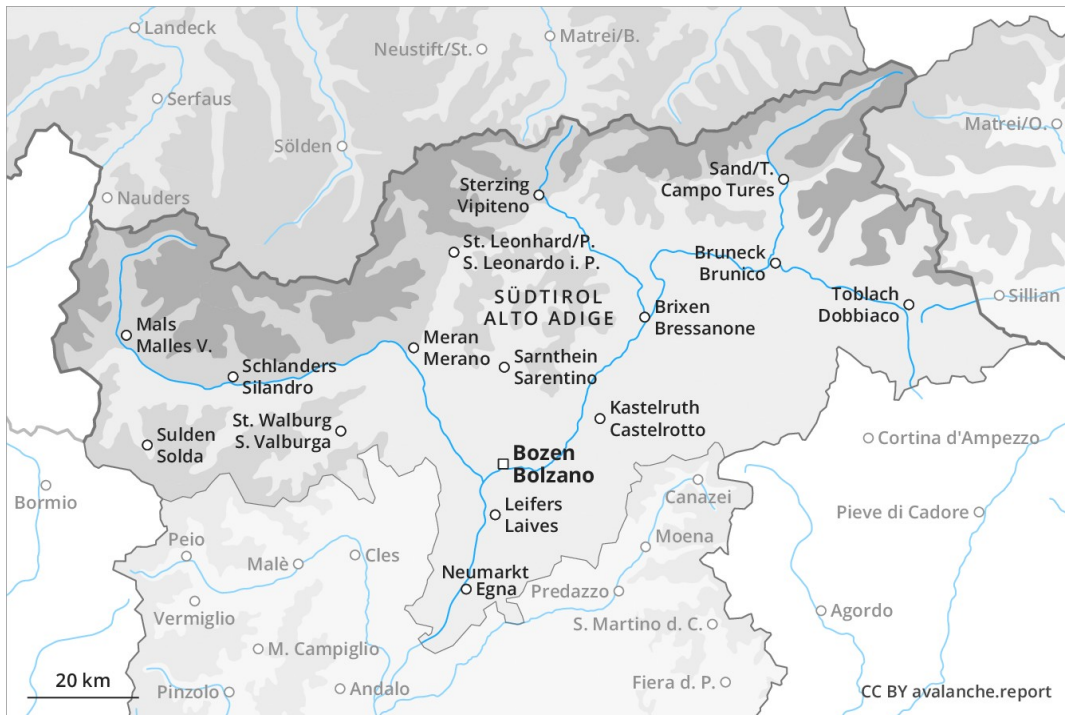 Landeck
Neustift/St.
Matrei/B.
Serfaus
Sölden
Matrei/O.
Nauders
Sterzing
Vipiteno
Sand/T.
Campo Tures
St. Leonhard/P.
S. Leonardo i. P.
Bruneck
Brunico
SÜDTIROL
ALTO ADIGE
Brixen
Bressanone
Toblach
Dobbiaco
Sillian
Mals
Malles V.
Meran
Merano
Schlanders
Silandro
Sarnthein
Sarentino
St. Walburg
S. Valburga
Kastelruth
Castelrotto
Sulden
Solda
Cortina d'Ampezzo
Bozen
Bolzano
Bormio
Canazei
Leifers
Laives
Pieve di Cadore
Peio
Malè
Cles
Moena
Neumarkt
Egna
Predazzo
Vermiglio
Agordo
S. Martino d. C.
M. Campiglio
20 km
Pinzolo
Andalo
Fiera d. P.
CC BY avalanche.report